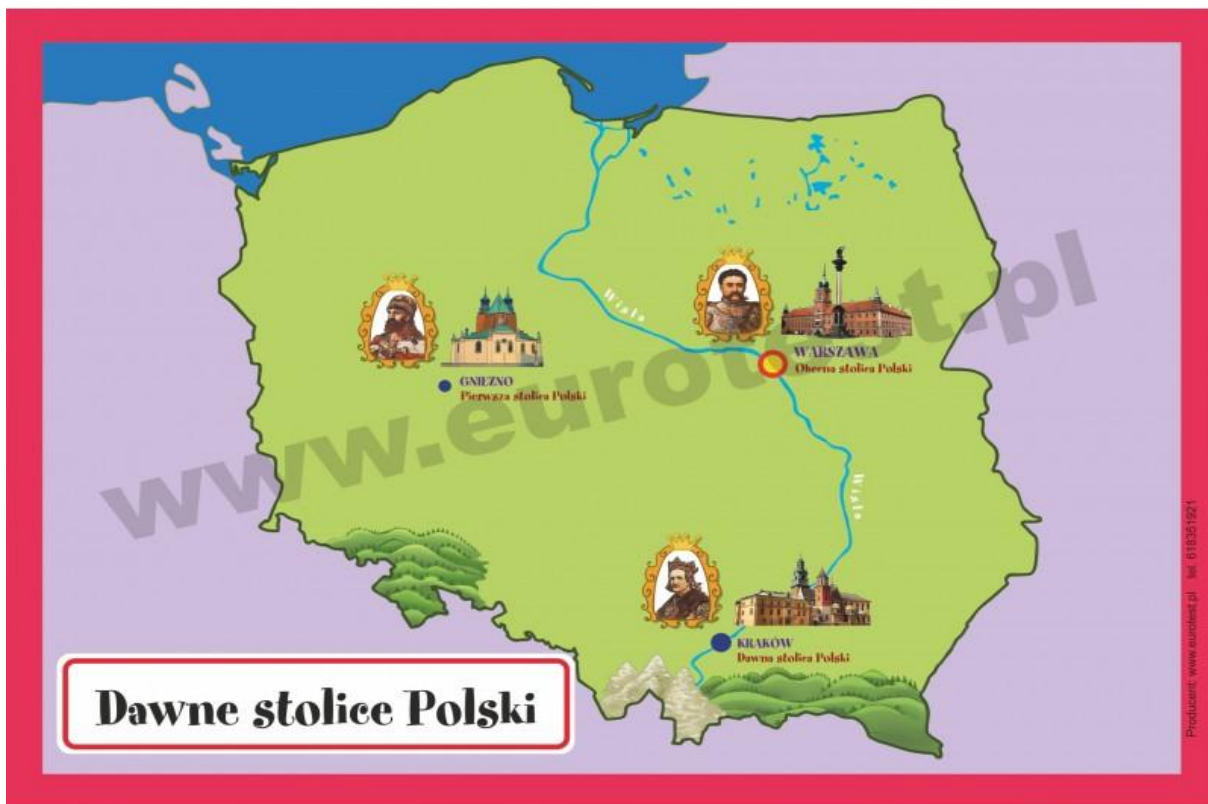 Wisła
WARSZAWA
Obecna stolica Polski
GNIEZNO
Pierwsza stolica Polski
www.eurotest.pl
Wisła
KRAKÓW
Dawna stolica Polski
Dawne stolice Polski
Producent: www.eurotest.pl tel. 618351921